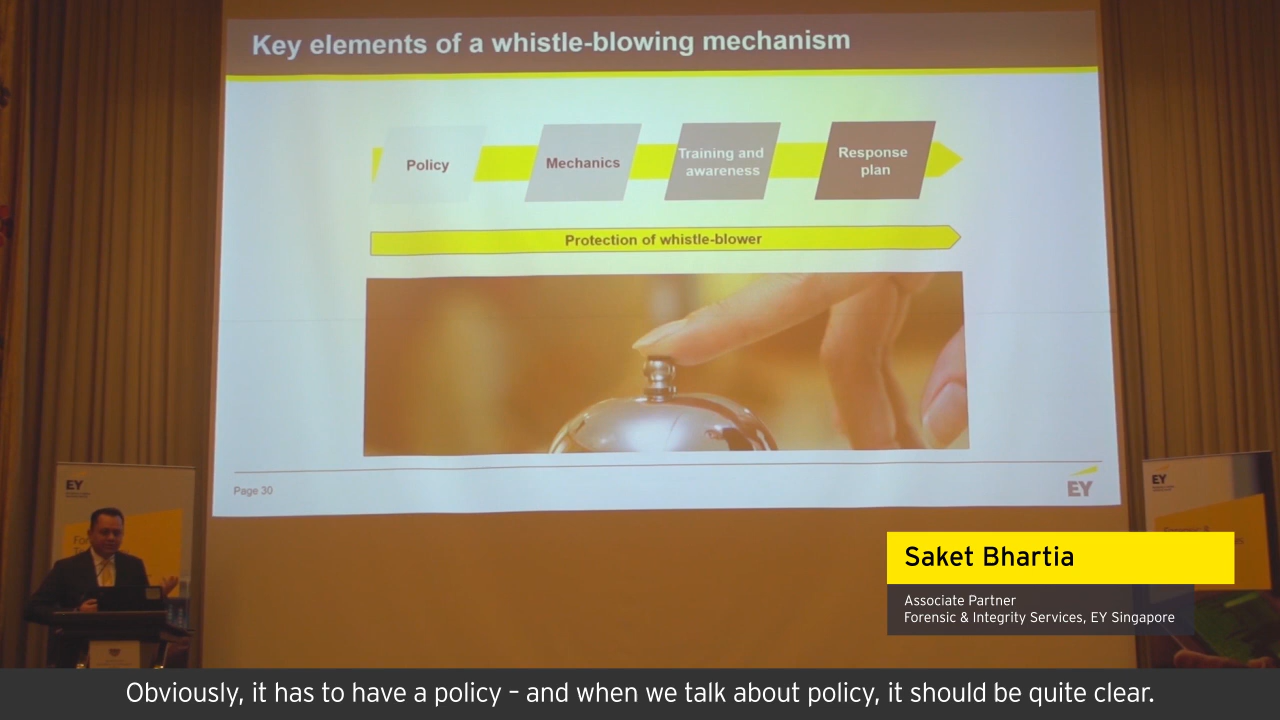 Key elements of a whistle-blowing mechanism
Policy
Mechanics
Training and
awareness
Response
plan
Protection of whistle-blower
Page 30
EY
EY
EY
Saket Bhartia
Associate Partner
Forensic & Integrity Services, EY Singapore
Obviously, it has to have a policy – and when we talk about policy, it should be quite clear.